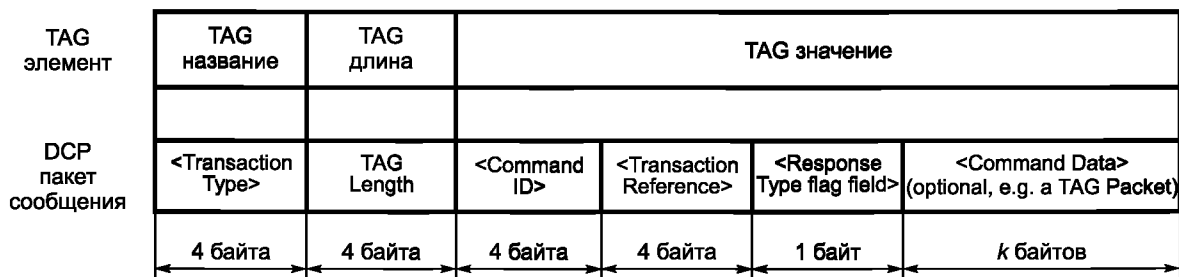 TAG
элемент
TAG
название
TAG
длина
TAG значение
DCP
пакет
сообщения
<Transaction
Type>
TAG
Length
<Command
ID>
<Transaction
Reference>
<Response
Type flag field>
<Command Data>
(optional, e.g. a TAG Packet)
4 байта
4 байта
4 байта
4 байта
1 байт
k байтов